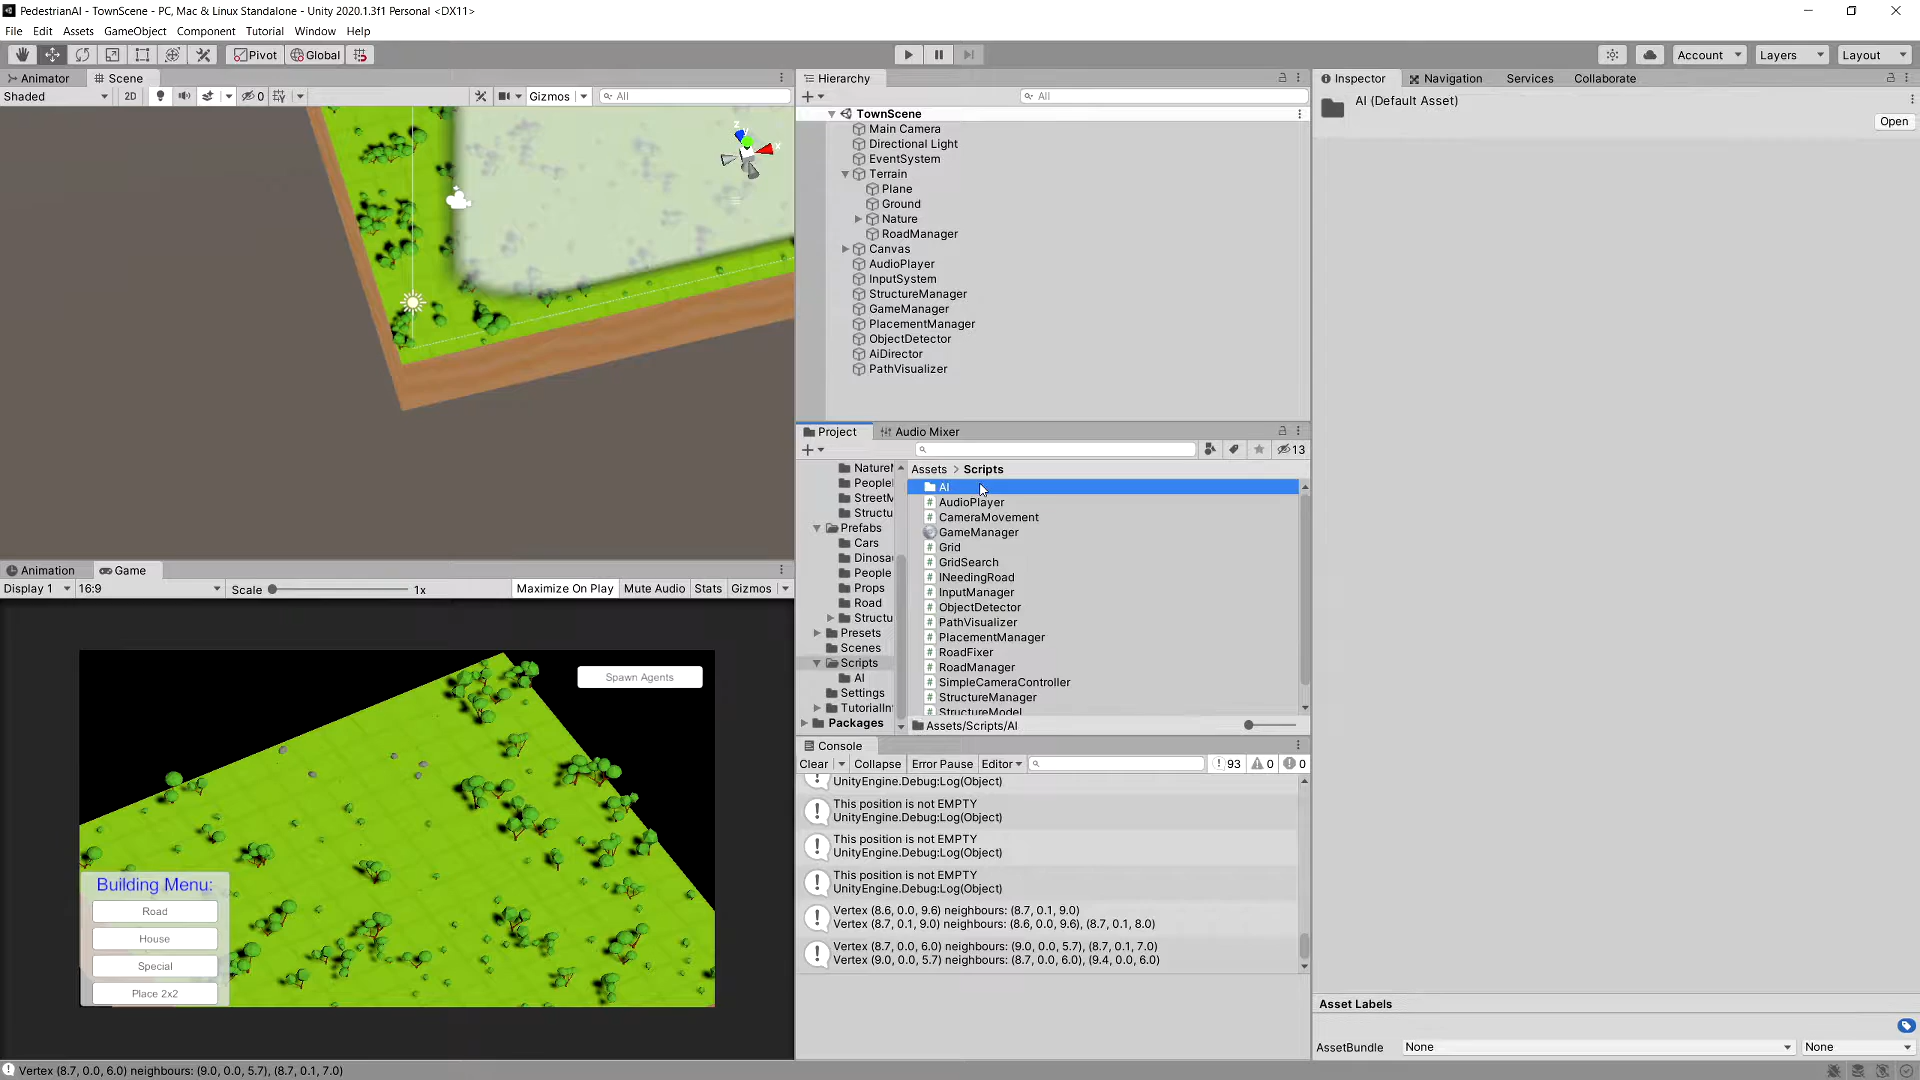 PedestrianAI - TownScene - PC, Mac & Linux Standalone - Unity 2020.1.3f1 Personal <DX11>
File Edit Assets GameObject Component Tutorial Window Help
Pivot Global Account Layers Layout
Animator Scene
Shaded 2D 0 Gizmos All
Hierarchy
All
TownScene
Main Camera
Directional Light
EventSystem
Terrain
Plane
Ground
Nature
RoadManager
Canvas
AudioPlayer
InputSystem
StructureManager
GameManager
PlacementManager
ObjectDetector
AiDirector
PathVisualizer
Inspector Navigation Services Collaborate
AI (Default Asset)
Open
Project Audio Mixer
13
NatureM
People
StreetM
Structu
Prefabs
Cars
Dinosa
People
Props
Road
Structu
Presets
Scenes
Scripts
AI
Settings
TutorialIn
Packages
Assets > Scripts
AI
AudioPlayer
CameraMovement
GameManager
Grid
GridSearch
INeedingRoad
InputManager
ObjectDetector
PathVisualizer
PlacementManager
RoadFixer
RoadManager
SimpleCameraController
StructureManager
StructureModel
Assets/Scripts/AI
Animation Game
Display 1 16:9 Scale 1x Maximize On Play Mute Audio Stats Gizmos
Spawn Agents
Building Menu:
Road
House
Special
Place 2x2
Console
Clear Collapse Error Pause Editor 93 0 0
UnityEngine.Debug:Log(Object)
This position is not EMPTY
UnityEngine.Debug:Log(Object)
This position is not EMPTY
UnityEngine.Debug:Log(Object)
This position is not EMPTY
UnityEngine.Debug:Log(Object)
Vertex (8.6, 0.0, 9.6) neighbours: (8.7, 0.1, 9.0)
Vertex (8.7, 0.1, 9.0) neighbours: (8.6, 0.0, 9.6), (8.7, 0.1, 8.0)
Vertex (8.7, 0.0, 6.0) neighbours: (9.0, 0.0, 5.7), (8.7, 0.1, 7.0)
Vertex (9.0, 0.0, 5.7) neighbours: (8.7, 0.0, 6.0), (9.4, 0.0, 6.0)
Asset Labels
AssetBundle None None
Vertex (8.7, 0.0, 6.0) neighbours: (9.0, 0.0, 5.7), (8.7, 0.1, 7.0)